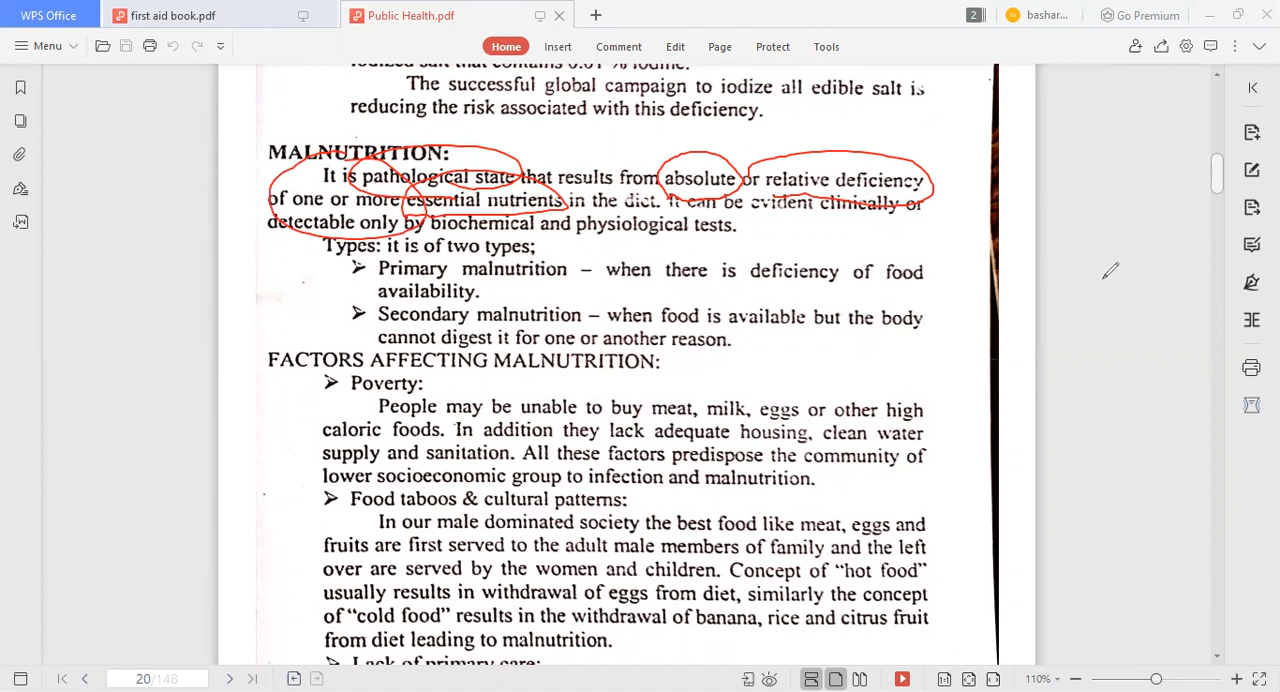 WPS Office
first aid book.pdf
Public Health.pdf
2
bashar...
Go Premium
Menu
Home
Insert
Comment
Edit
Page
Protect
Tools
iodized salt that contains 0.01 % iodine.
The successful global campaign to iodize all edible salt is
reducing the risk associated with this deficiency.
MALNUTRITION:
It is pathological state that results from absolute or relative deficiency
of one or more essential nutrients in the diet. It can be evident clinically or
detectable only by biochemical and physiological tests.
Types: it is of two types;
➤ Primary malnutrition – when there is deficiency of food
availability.
➤ Secondary malnutrition – when food is available but the body
cannot digest it for one or another reason.
FACTORS AFFECTING MALNUTRITION:
➤ Poverty:
People may be unable to buy meat, milk, eggs or other high
caloric foods. In addition they lack adequate housing, clean water
supply and sanitation. All these factors predispose the community of
lower socioeconomic group to infection and malnutrition.
➤ Food taboos & cultural patterns:
In our male dominated society the best food like meat, eggs and
fruits are first served to the adult male members of family and the left
over are served by the women and children. Concept of "hot food"
usually results in withdrawal of eggs from diet, similarly the concept
of "cold food" results in the withdrawal of banana, rice and citrus fruit
from diet leading to malnutrition.
➤ Lack of primary care:
20/148
110%